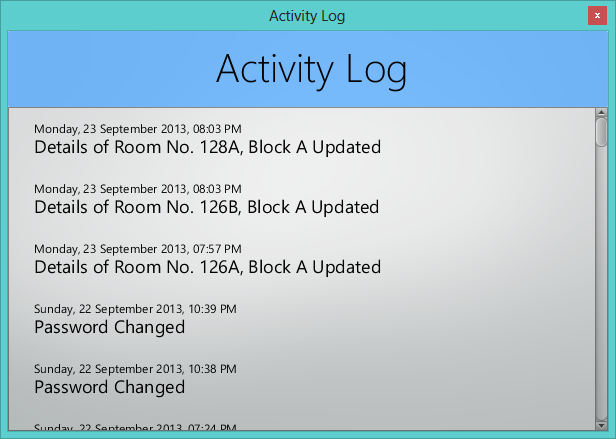 Activity Log
x
Activity Log
Monday, 23 September 2013, 08:03 PM
Details of Room No. 128A, Block A Updated
Monday, 23 September 2013, 08:03 PM
Details of Room No. 126B, Block A Updated
Monday, 23 September 2013, 07:57 PM
Details of Room No. 126A, Block A Updated
Sunday, 22 September 2013, 10:39 PM
Password Changed
Sunday, 22 September 2013, 10:38 PM
Password Changed
Sunday, 22 September 2013, 07:24 PM